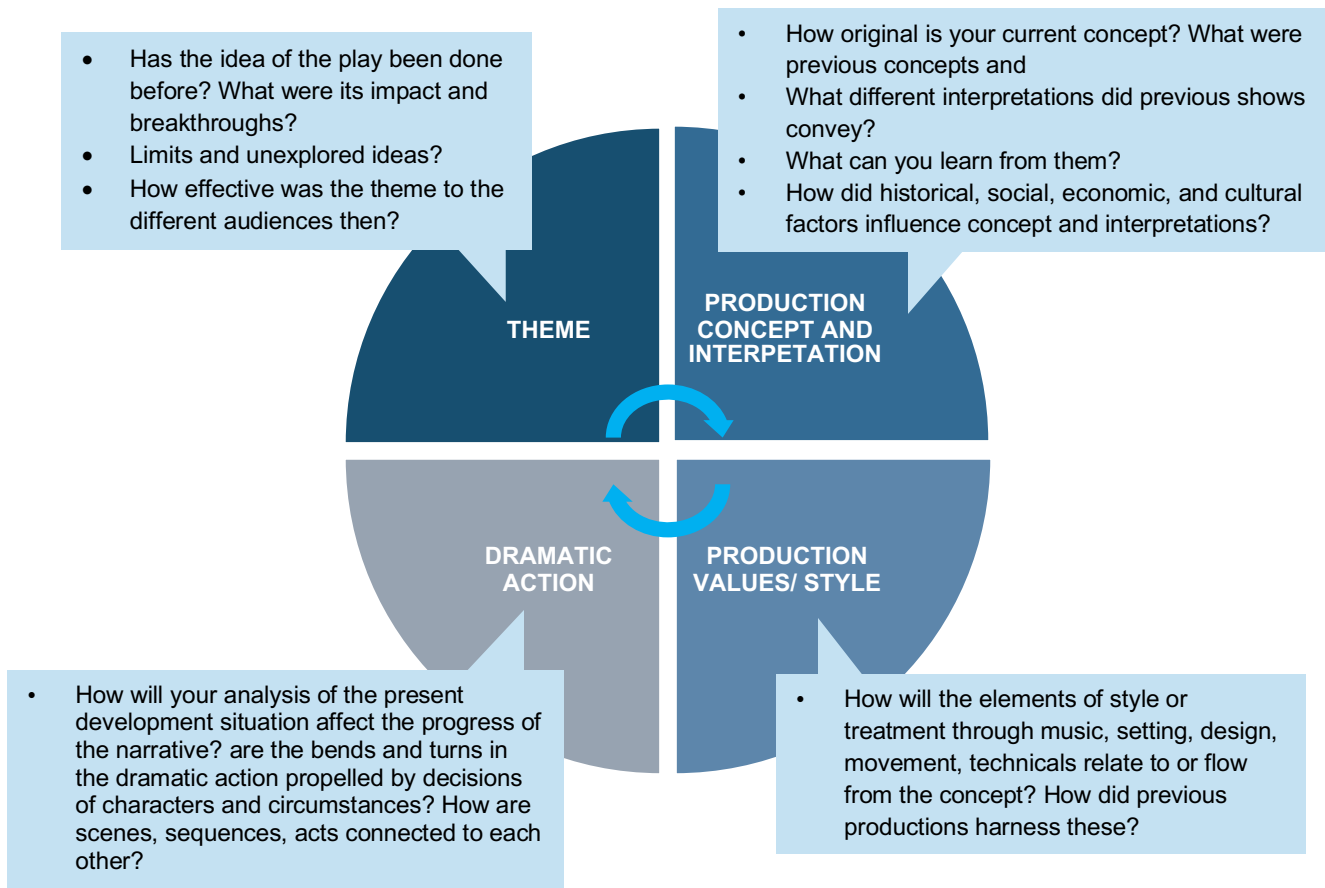 • Has the idea of the play been done
before? What were its impact and
breakthroughs?
• Limits and unexplored ideas?
• How effective was the theme to the
different audiences then?
• How original is your current concept? What were
previous concepts and
• What different interpretations did previous shows
convey?
• What can you learn from them?
• How did historical, social, economic, and cultural
factors influence concept and interpretations?
THEME
PRODUCTION
CONCEPT AND
INTERPETATION
DRAMATIC
ACTION
PRODUCTION
VALUES/ STYLE
• How will your analysis of the present
development situation affect the progress of
the narrative? are the bends and turns in
the dramatic action propelled by decisions
of characters and circumstances? How are
scenes, sequences, acts connected to each
other?
• How will the elements of style or
treatment through music, setting, design,
movement, technicals relate to or flow
from the concept? How did previous
productions harness these?